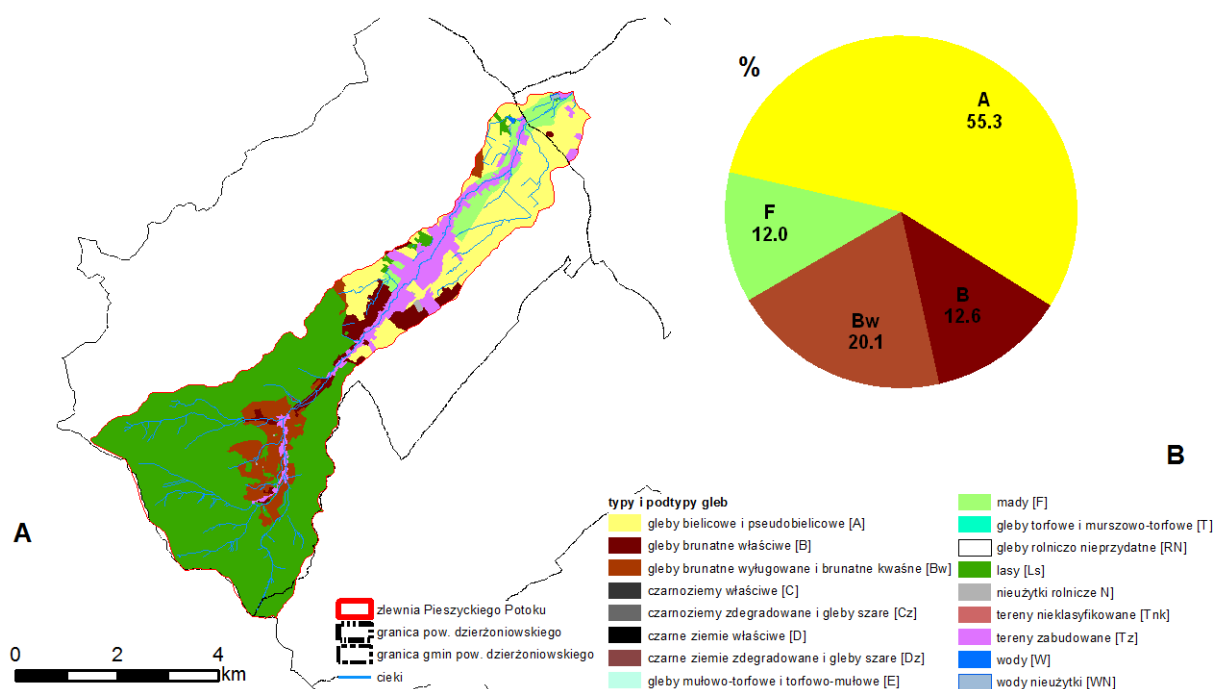 %
A
55.3
F
12.0
B
12.6
Bw
20.1
A
B
0 2 4
km
zlewnia Pieszyckiego Potoku
granica pow. dzierżoniowskiego
granica gmin pow. dzierżoniowskiego
cieki
typy i podtypy gleb
gleby bielicowe i pseudobielicowe [A]
gleby brunatne właściwe [B]
gleby brunatne wyługowane i brunatne kwaśne [Bw]
czarnoziemy właściwe [C]
czarnoziemy zdegradowane i gleby szare [Cz]
czarne ziemie właściwe [D]
czarne ziemie zdegradowane i gleby szare [Dz]
gleby mułowo-torfowe i torfowo-mułowe [E]
mady [F]
gleby torfowe i murszowo-torfowe [T]
gleby rolniczo nieprzydatne [RN]
lasy [Ls]
nieużytki rolnicze N]
tereny nieklasyfikowane [Tnk]
tereny zabudowane [Tz]
wody [W]
wody nieużytki [WN]